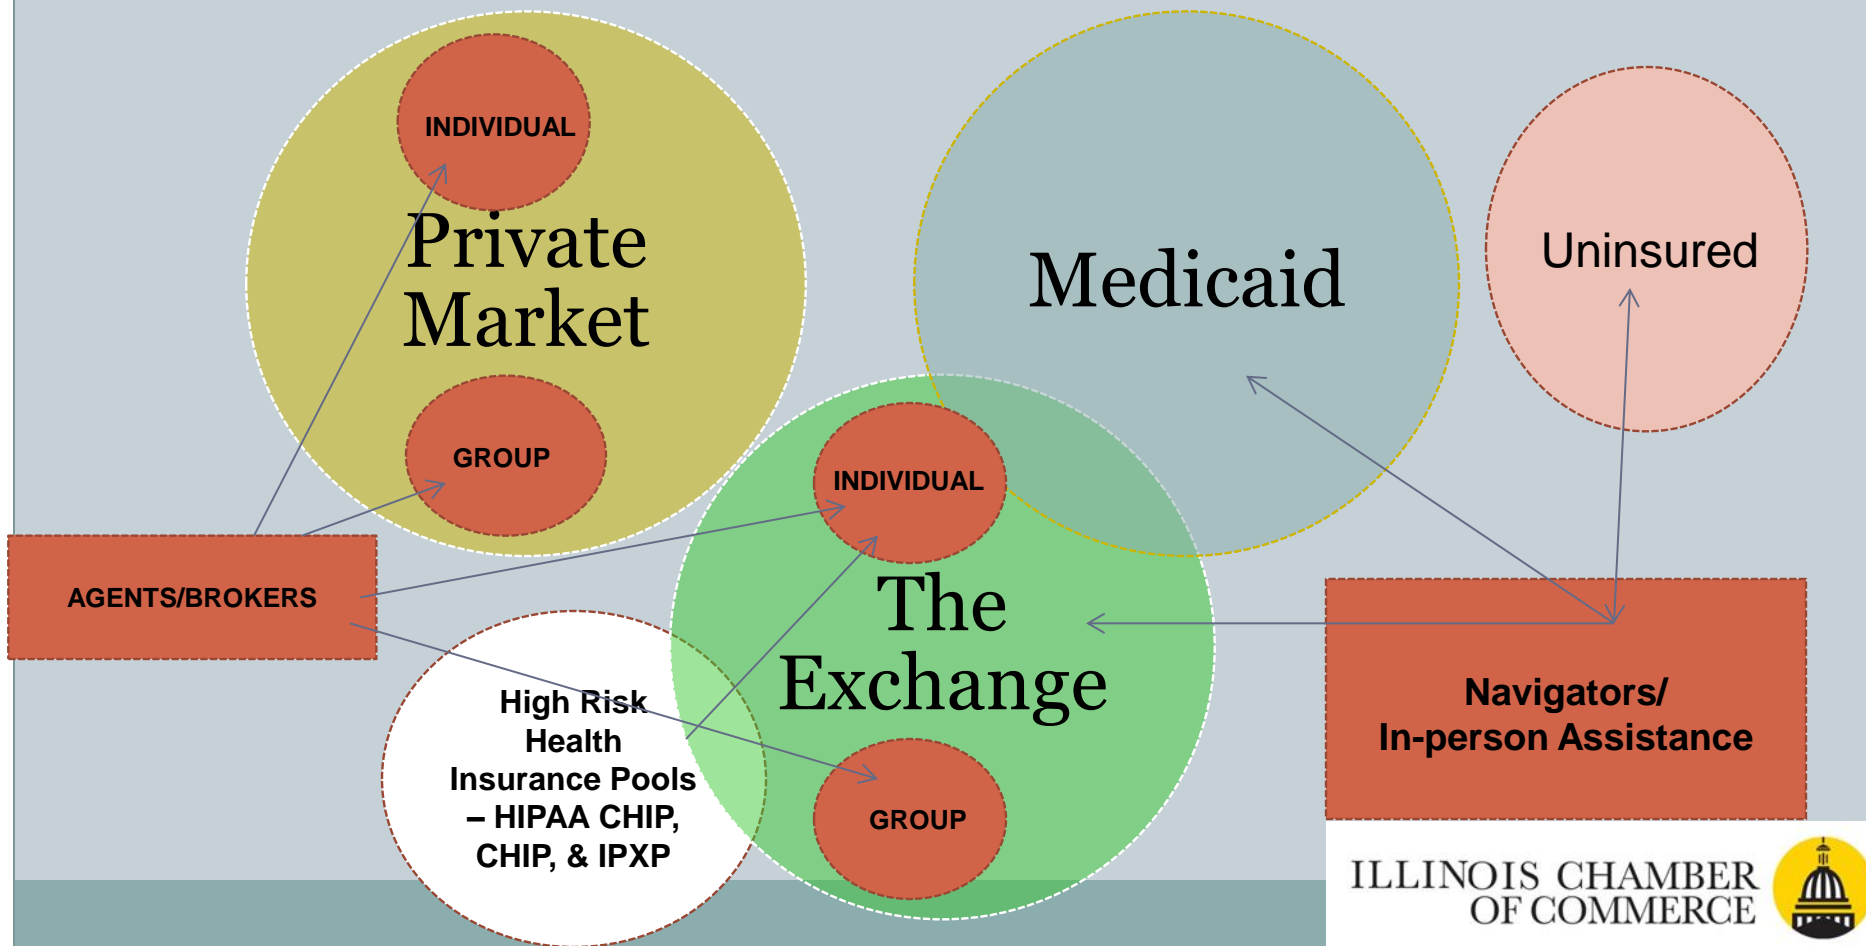 INDIVIDUAL
Private
Market
GROUP
Medicaid
Uninsured
INDIVIDUAL
AGENTS/BROKERS
The
Exchange
GROUP
High Risk
Health
Insurance Pools
– HIPAA CHIP,
CHIP, & IPXP
Navigators/
In-person Assistance
ILLINOIS CHAMBER
OF COMMERCE